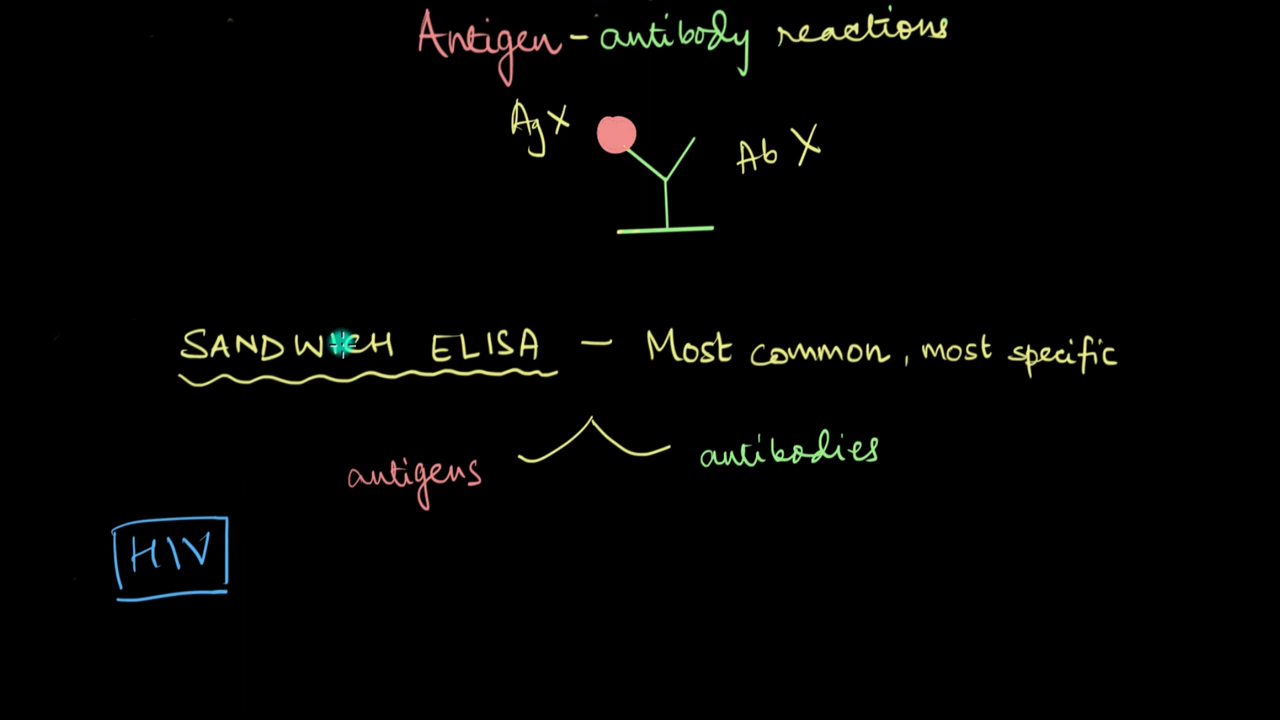 Antigen - antibody reactions
Ag X
Ab X
SANDWICH ELISA - Most common, most specific
antigens
antibodies
HIV